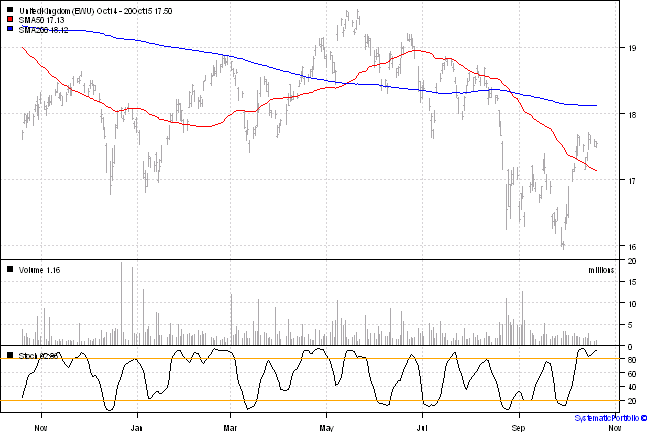 UnitedKingdom (EWU) Oct14 - 20Oct15 17.50
SMA50 17.13
SMA200 18.12
19
18
17
16
Volume 1.16
millions
20
15
10
5
0
Stoch
80
60
40
20
Nov
Jan
Mar
May
Jul
Sep
Nov
SystematicPortfolio ©